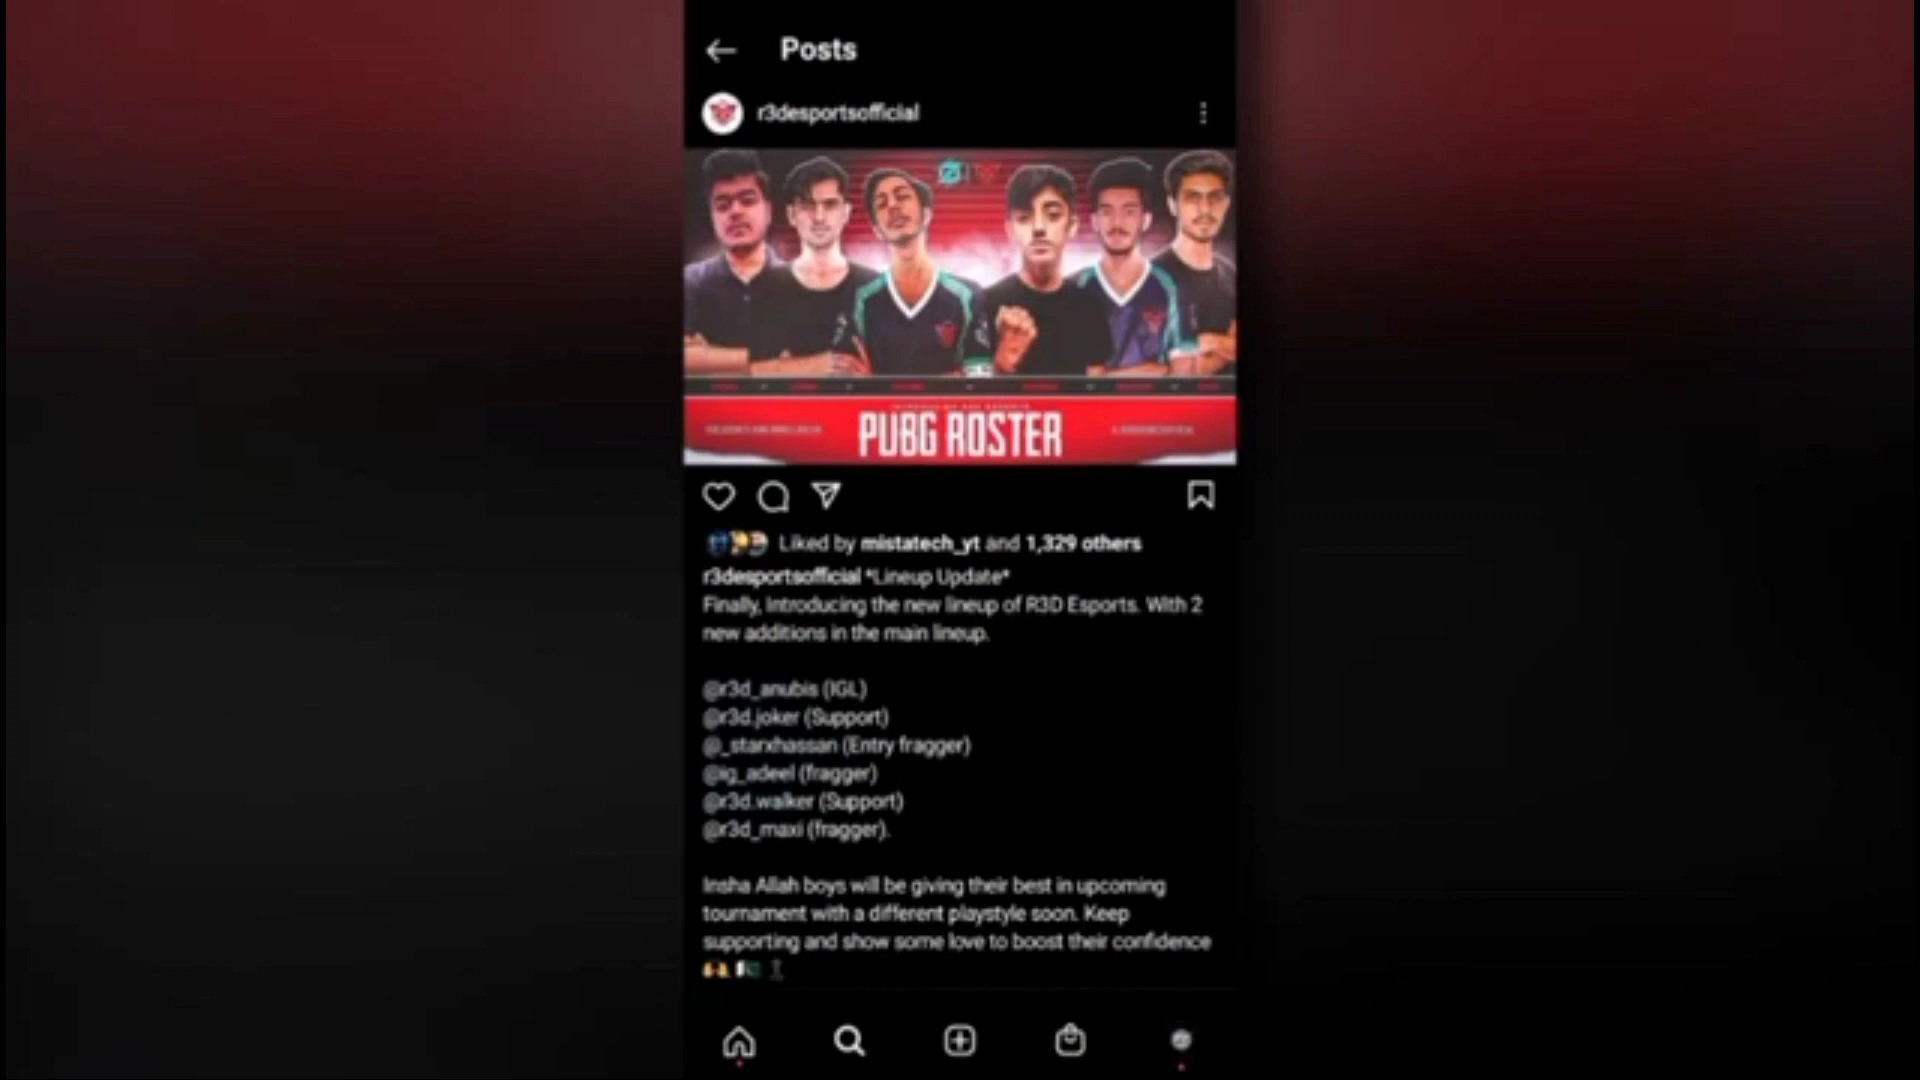 Posts
r3desportsofficial
PUBG ROSTER
Liked by mistatech_yt and 1,329 others
r3desportsofficial *Lineup Update*
Finally, Introducing the new lineup of R3D Esports. With 2
new additions in the main lineup.
@r3d_anubis (IGL)
@r3d.joker (Support)
@_starxhassan (Entry fragger)
@ig_adeel (fragger)
@r3d.walker (Support)
@r3d_maxi (fragger).
Insha Allah boys will be giving their best in upcoming
tournament with a different playstyle soon. Keep
supporting and show some love to boost their confidence